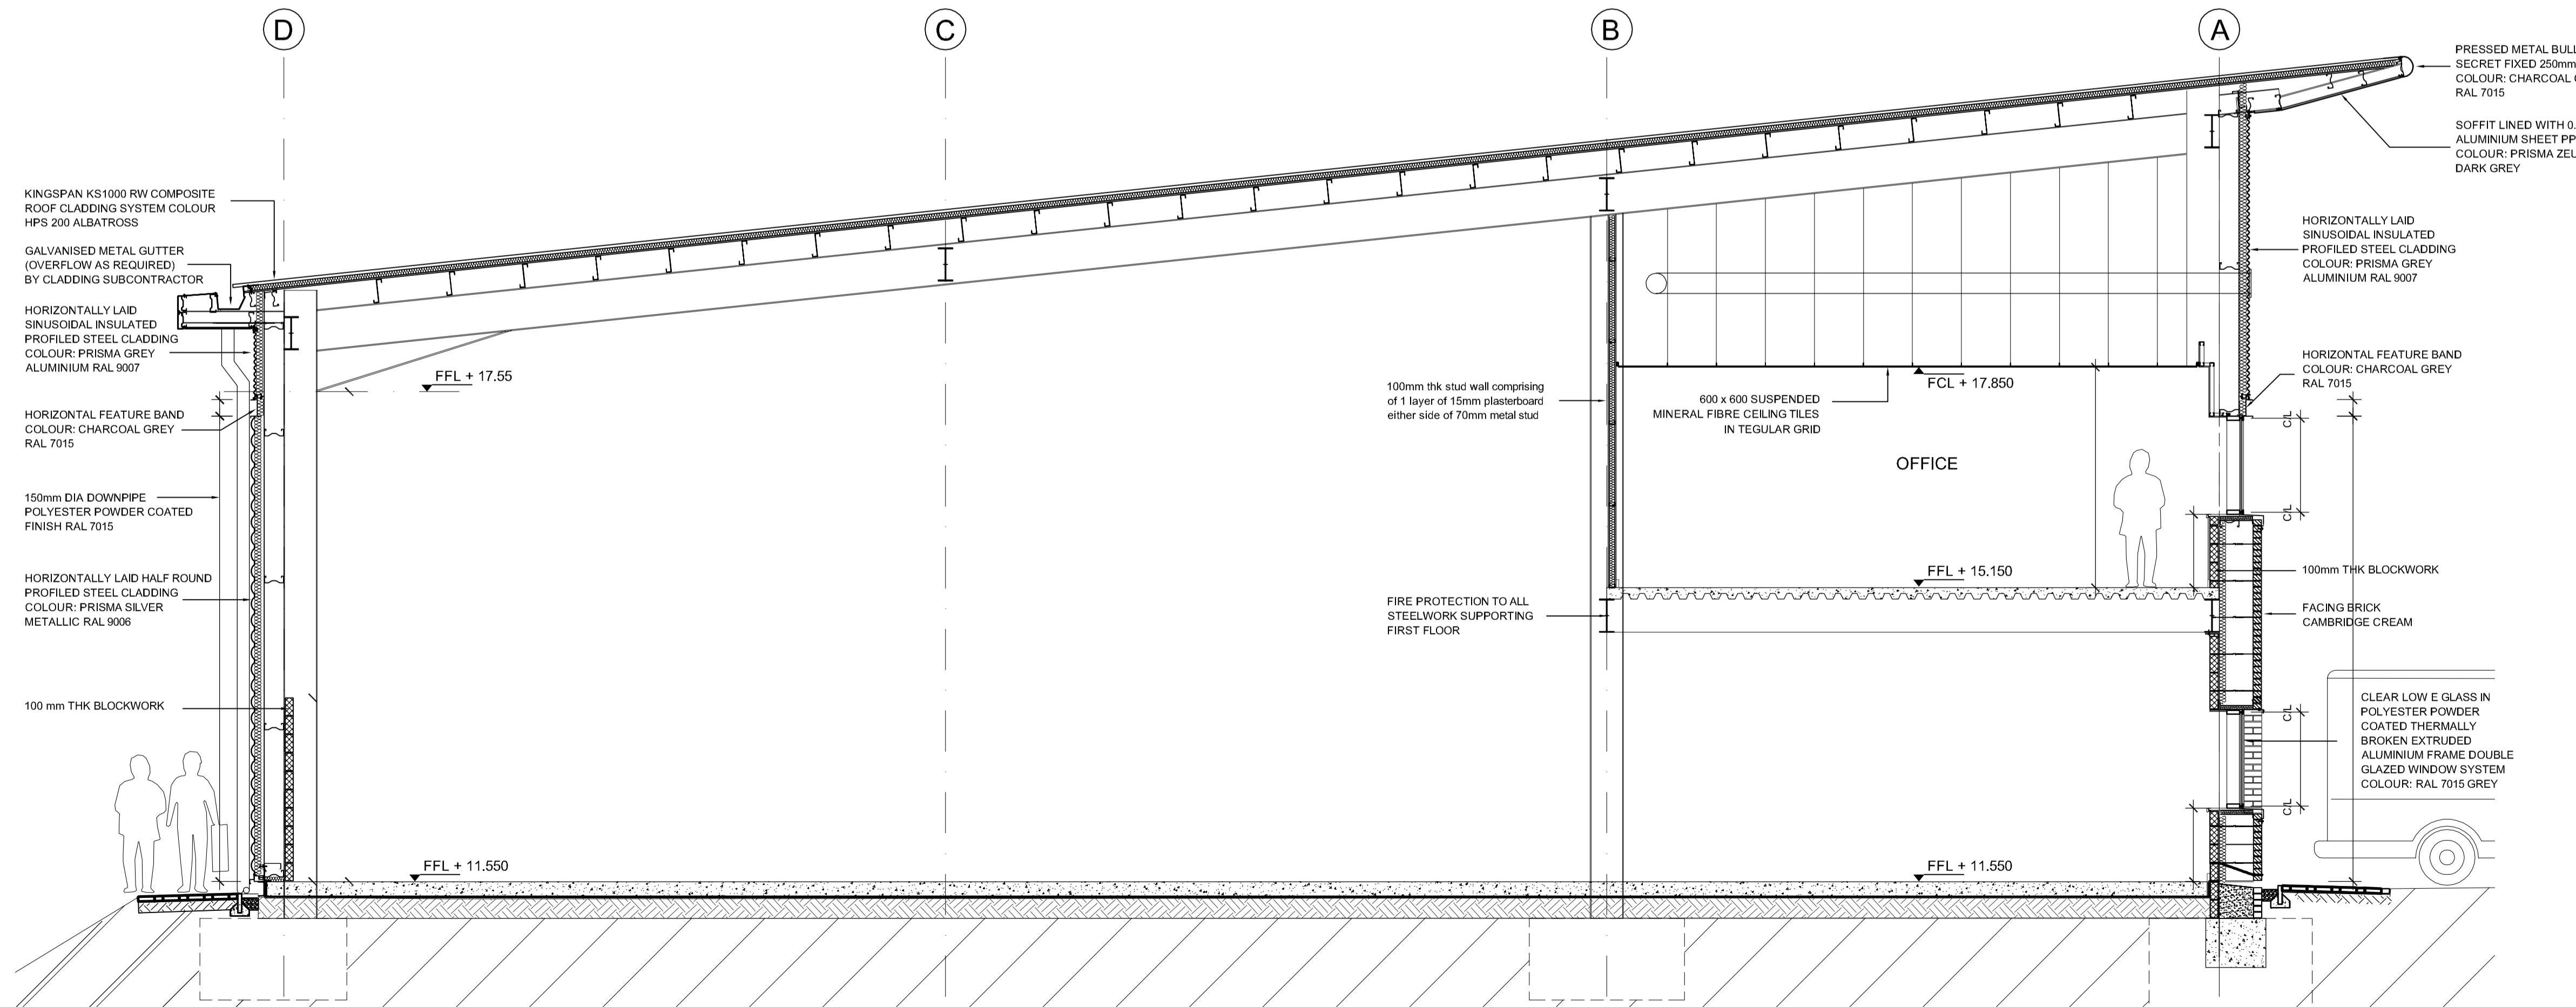 D
C
B
A
PRESSED METAL
SECRET FIXED 250mm
COLOUR: CHARCOAL
RAL 7015
SOFFIT LINED WITH
ALUMINIUM SHEET
COLOUR: PRISMA
DARK GREY
KINGSPAN KS1000 RW COMPOSITE
ROOF CLADDING SYSTEM COLOUR
HPS 200 ALBATROSS
GALVANISED METAL GUTTER
(OVERFLOW AS REQUIRED)
BY CLADDING SUBCONTRACTOR
HORIZONTALLY LAID
SINUSOIDAL INSULATED
PROFILED STEEL CLADDING
COLOUR: PRISMA GREY
ALUMINIUM RAL 9007
HORIZONTAL FEATURE BAND
COLOUR: CHARCOAL GREY
RAL 7015
150mm DIA DOWNPIPE
POLYESTER POWDER COATED
FINISH RAL 7015
HORIZONTALLY LAID HALF ROUND
PROFILED STEEL CLADDING
COLOUR: PRISMA SILVER
METALLIC RAL 9006
100 mm THK BLOCKWORK
FFL + 17.55
FFL + 11.550
100mm thk stud wall comprising
of 1 layer of 15mm plasterboard
either side of 70mm metal stud
FIRE PROTECTION TO ALL
STEELWORK SUPPORTING
FIRST FLOOR
600 x 600 SUSPENDED
MINERAL FIBRE CEILING TILES
IN TEGULAR GRID
FCL + 17.850
OFFICE
FFL + 15.150
FFL + 11.550
HORIZONTALLY LAID
SINUSOIDAL INSULATED
PROFILED STEEL CLADDING
COLOUR: PRISMA GREY
ALUMINIUM RAL 9007
HORIZONTAL FEATURE BAND
COLOUR: CHARCOAL GREY
RAL 7015
C/L
C/L
100mm THK BLOCKWORK
FACING BRICK
CAMBRIDGE CREAM
C/L
C/L
CLEAR LOW E GLASS IN
POLYESTER POWDER
COATED THERMALLY
BROKEN EXTRUDED
ALUMINIUM FRAME DOUBLE
GLAZED WINDOW SYSTEM
COLOUR: RAL 7015 GREY